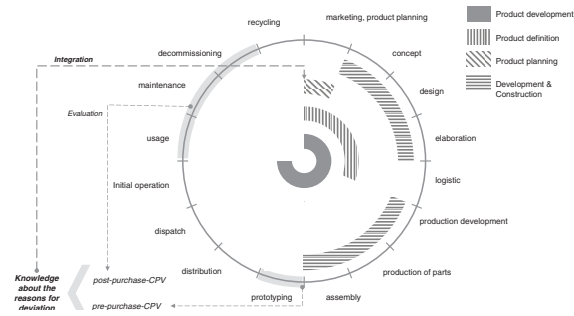 recycling
marketing, product planning
Product development
Product definition
Product planning
Development &
Construction
decommissioning
concept
Integration
maintenance
design
Evaluation
usage
elaboration
Initial operation
logistic
dispatch
production development
distribution
production of parts
prototyping
assembly
Knowledge
about the
reasons for
deviation
post-purchase-CPV
pre-purchase-CPV